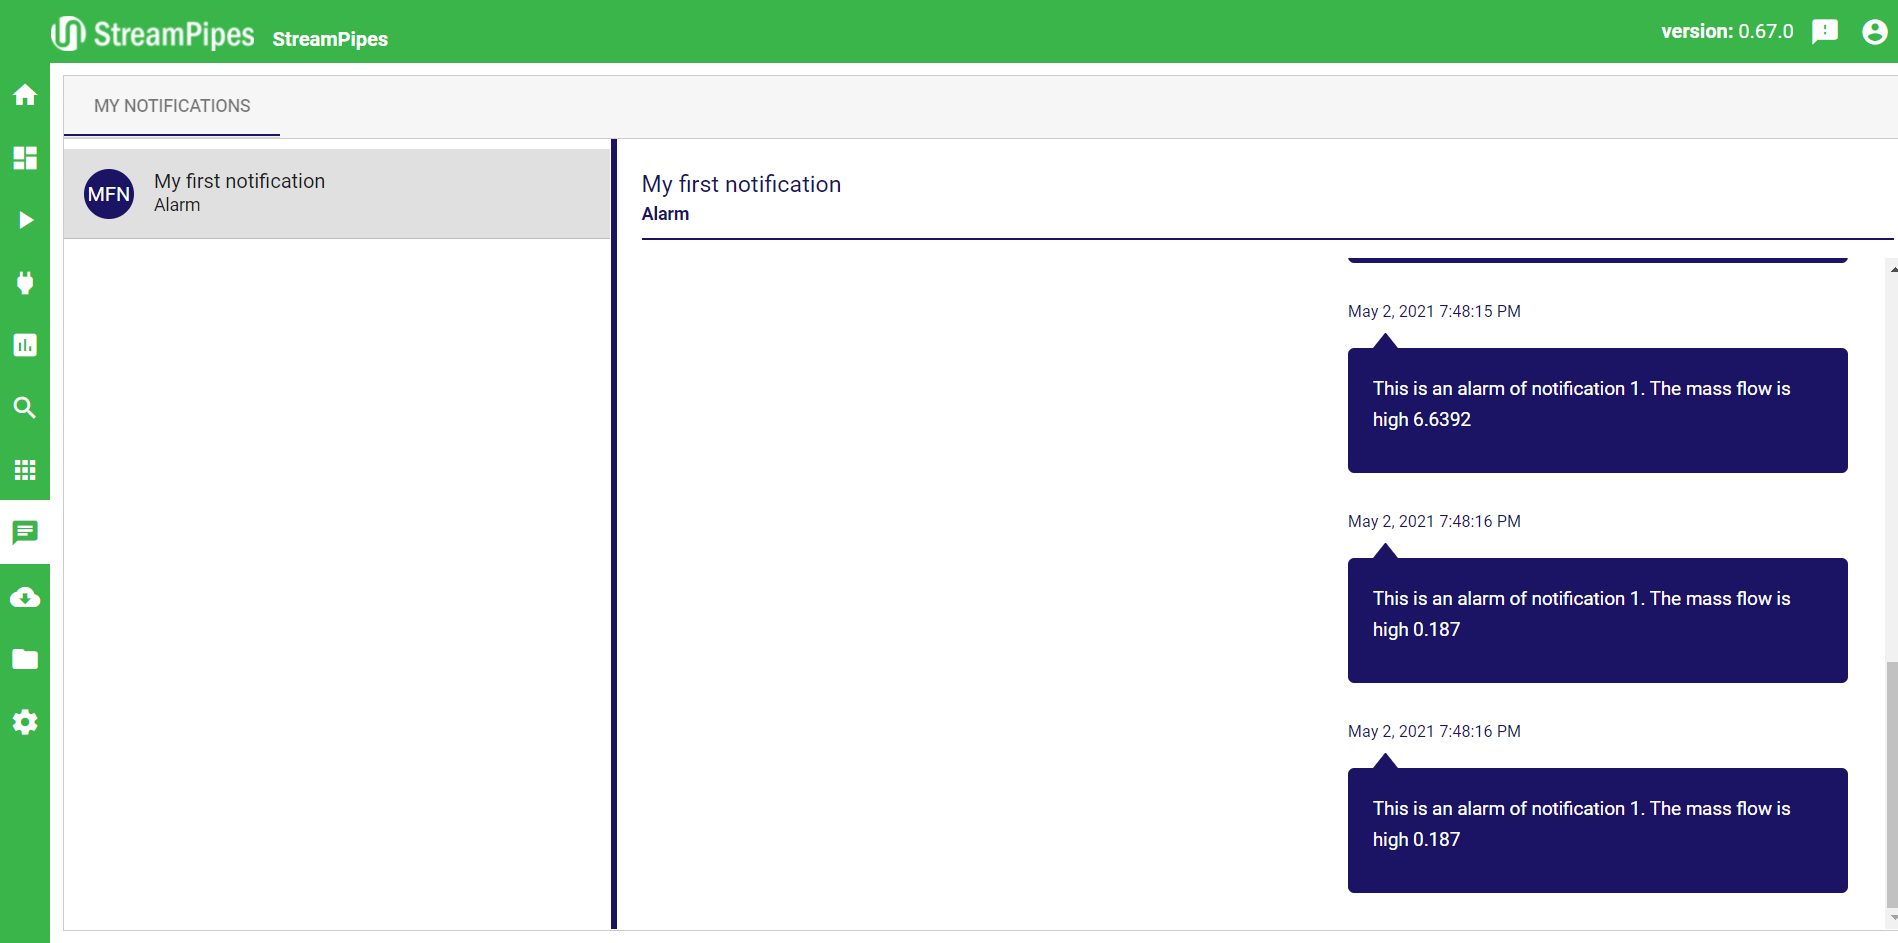 StreamPipes StreamPipes
version: 0.67.0
MY NOTIFICATIONS
MFN
My first notification
Alarm
My first notification
Alarm
May 2, 2021 7:48:15 PM
This is an alarm of notification 1. The mass flow is
high 6.6392
May 2, 2021 7:48:16 PM
This is an alarm of notification 1. The mass flow is
high 0.187
May 2, 2021 7:48:16 PM
This is an alarm of notification 1. The mass flow is
high 0.187